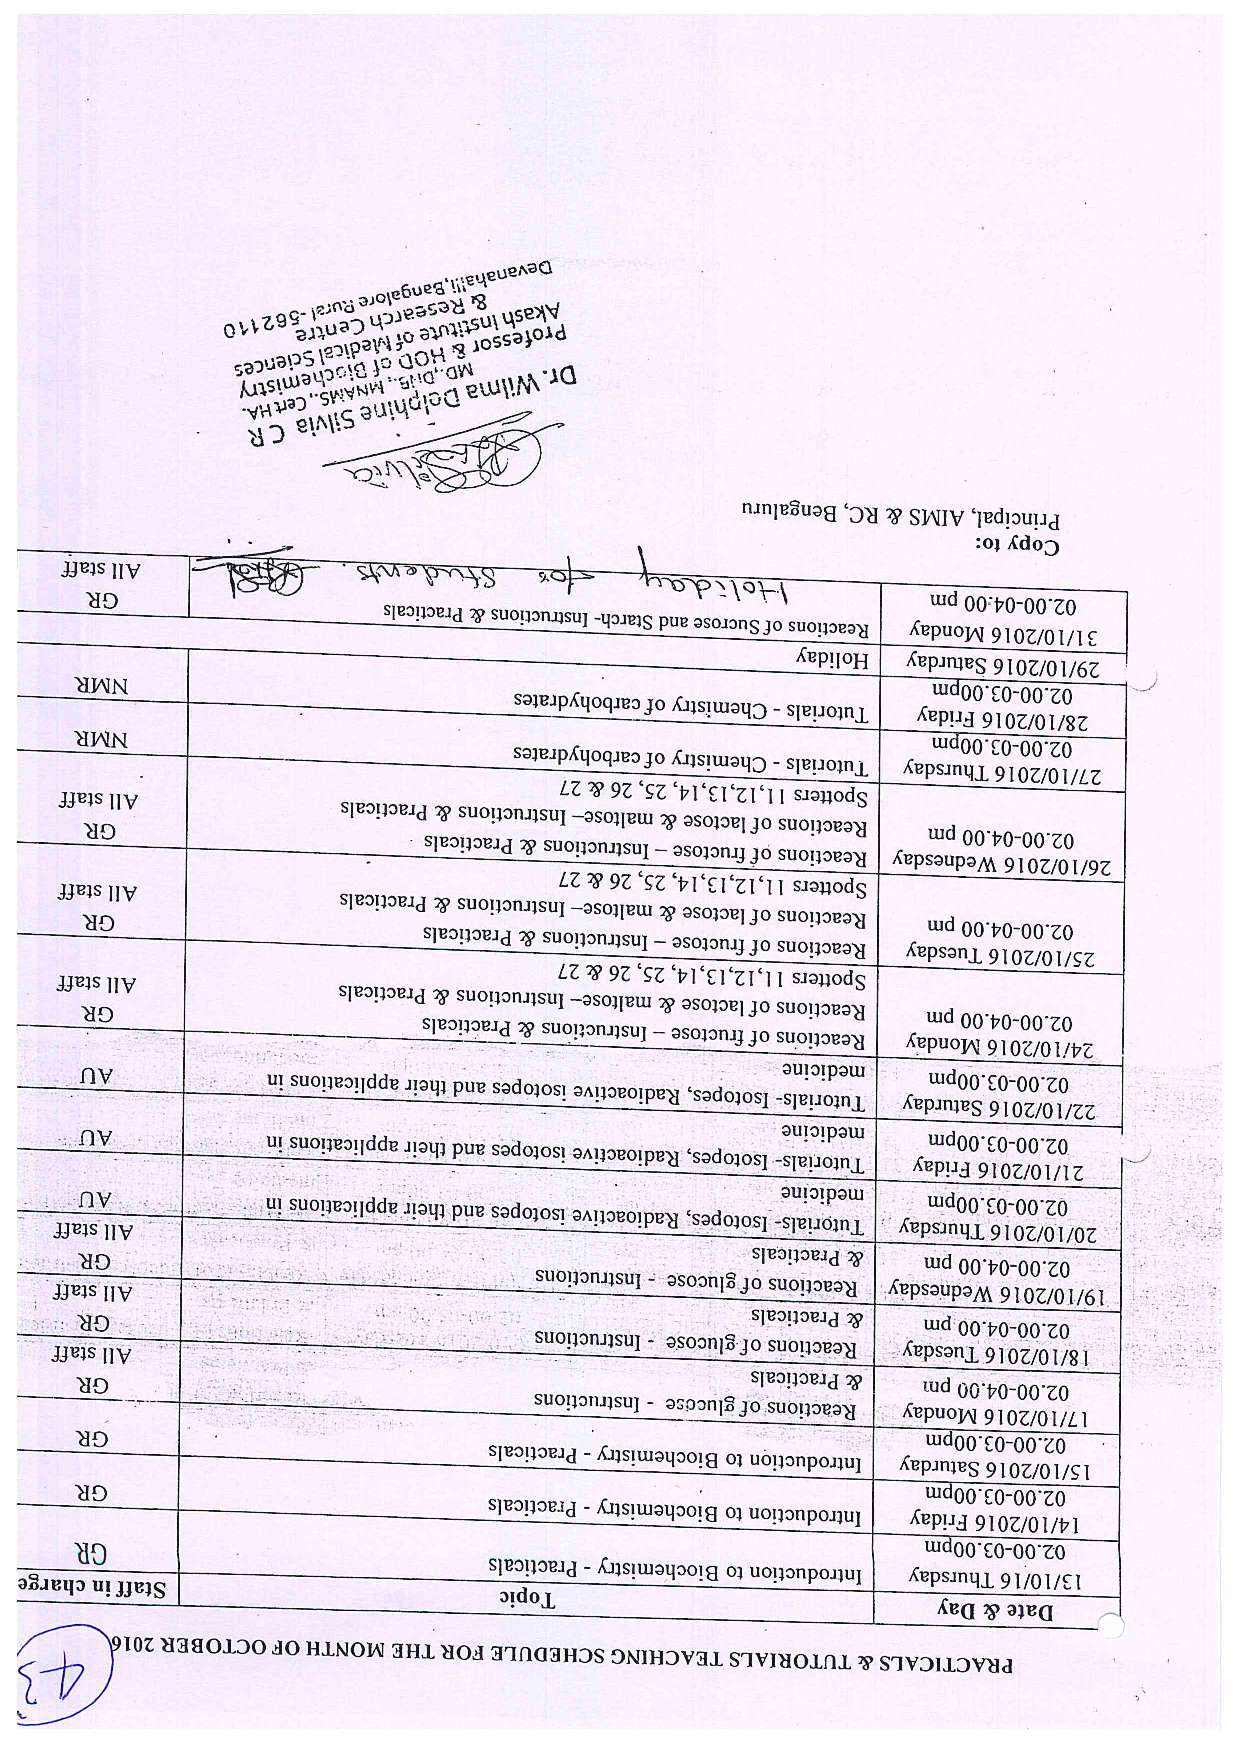 43
PRACTICALS & TUTORIALS TEACHING SCHEDULE FOR THE MONTH OF OCTOBER 2016
Date & Day Topic Staff in charge
13/10/16 Thursday
02.00-03.00pm
Introduction to Biochemistry - Practicals
GR
14/10/2016 Friday
02.00-03.00pm
Introduction to Biochemistry - Practicals
GR
15/10/2016 Saturday
02.00-03.00pm
Introduction to Biochemistry - Practicals
GR
17/10/2016 Monday
02.00-04.00 pm
Reactions of glucose - Instructions
& Practicals
GR
All staff
18/10/2016 Tuesday
02.00-04.00 pm
Reactions of glucose - Instructions
& Practicals
GR
All staff
19/10/2016 Wednesday
02.00-04.00 pm
Reactions of glucose - Instructions
& Practicals
GR
All staff
20/10/2016 Thursday
02.00-03.00pm
Tutorials- Isotopes, Radioactive isotopes and their applications in
medicine
AU
21/10/2016 Friday
02.00-03.00pm
Tutorials- Isotopes, Radioactive isotopes and their applications in
medicine
AU
22/10/2016 Saturday
02.00-03.00pm
Tutorials- Isotopes, Radioactive isotopes and their applications in
medicine
AU
24/10/2016 Monday
02.00-04.00 pm
Reactions of fructose – Instructions & Practicals
Reactions of lactose & maltose– Instructions & Practicals
Spotters 11,12,13,14, 25, 26 & 27
GR
All staff
25/10/2016 Tuesday
02.00-04.00 pm
Reactions of fructose – Instructions & Practicals
Reactions of lactose & maltose– Instructions & Practicals
Spotters 11,12,13,14, 25, 26 & 27
GR
All staff
26/10/2016 Wednesday
02.00-04.00 pm
Reactions of fructose – Instructions & Practicals
Reactions of lactose & maltose– Instructions & Practicals
Spotters 11,12,13,14, 25, 26 & 27
GR
All staff
27/10/2016 Thursday
02.00-03.00pm
Tutorials - Chemistry of carbohydrates
NMR
28/10/2016 Friday
02.00-03.00pm
Tutorials - Chemistry of carbohydrates
NMR
29/10/2016 Saturday
Holiday
31/10/2016 Monday
02.00-04:00 pm
Reactions of Sucrose and Starch- Instructions & Practicals
Holiday for Students.
GR
All staff
Copy to:
Principal, AIMS & RC, Bengaluru
Dr. Wilma Delphine Silvia C R
MD., DNB., MNAMS., Cert HA.
Professor & HOD of Biochemistry
Akash Institute of Medical Sciences
& Research Centre
Devanahalli, Bangalore Rural -562110